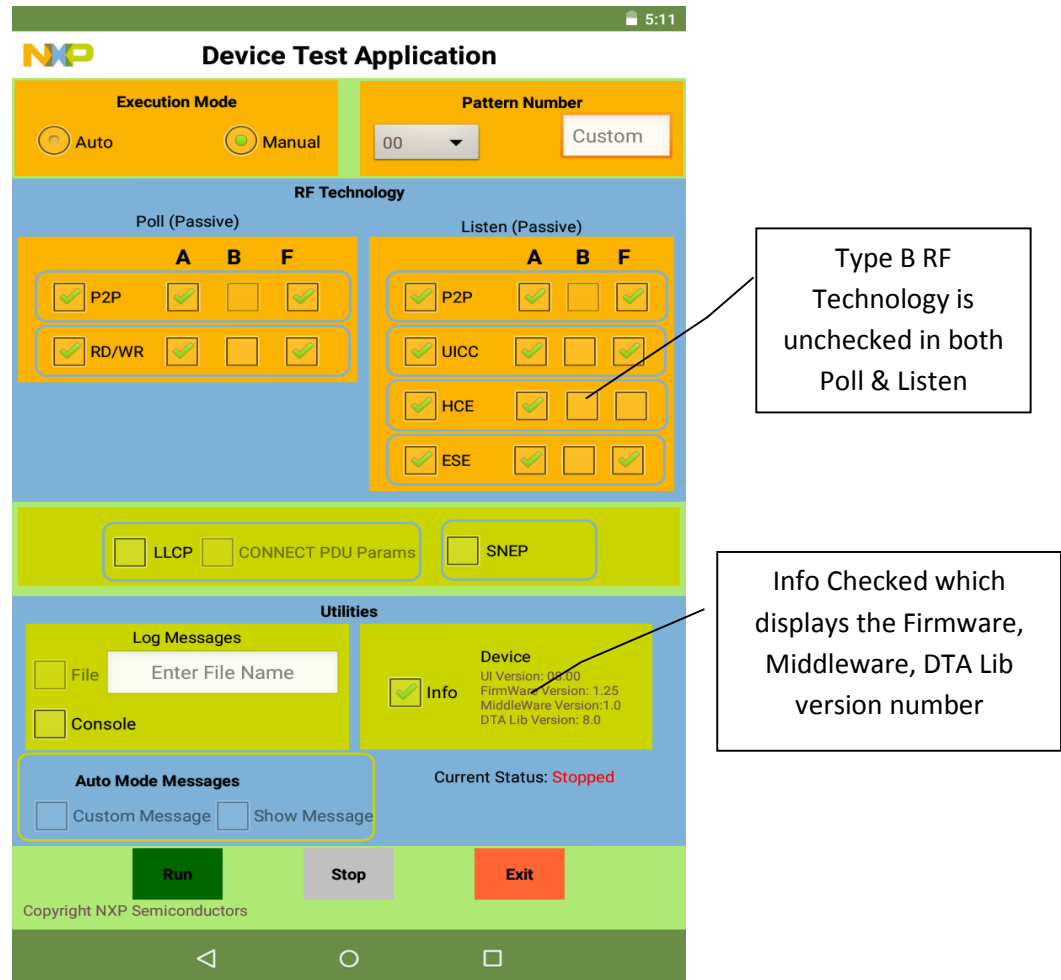 5:11
NXP
Device Test Application
Execution Mode
Auto
Manual
Pattern Number
00
Custom
RF Technology
Poll (Passive)
A B F
P2P
RD/WR
Listen (Passive)
A B F
P2P
UICC
HCE
ESE
Type B RF
Technology is
unchecked in both
Poll & Listen
LLCP
CONNECT PDU Params
SNEP
Utilities
Log Messages
File
Enter File Name
Console
Info
Device
UI Version: 08.00
FirmWare Version: 1.25
MiddleWare Version:1.0
DTA Lib Version: 8.0
Info Checked which
displays the Firmware,
Middleware, DTA Lib
version number
Auto Mode Messages
Custom Message
Show Message
Current Status: Stopped
Run
Stop
Exit
Copyright NXP Semiconductors